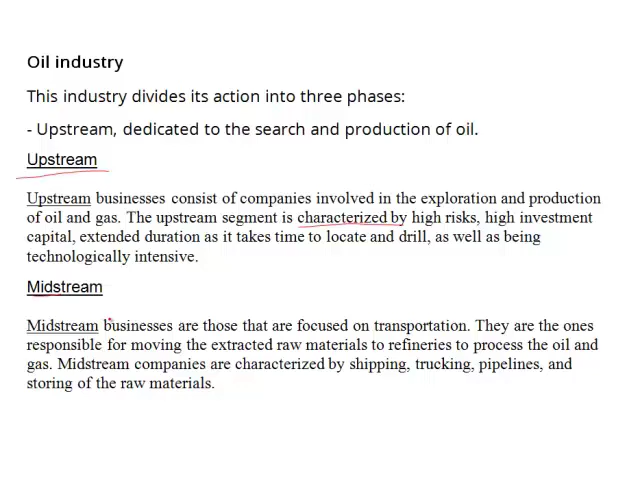 Oil industry
This industry divides its action into three phases:
- Upstream, dedicated to the search and production of oil.
Upstream
Upstream businesses consist of companies involved in the exploration and production
of oil and gas. The upstream segment is characterized by high risks, high investment
capital, extended duration as it takes time to locate and drill, as well as being
technologically intensive.
Midstream
Midstream businesses are those that are focused on transportation. They are the ones
responsible for moving the extracted raw materials to refineries to process the oil and
gas. Midstream companies are characterized by shipping, trucking, pipelines, and
storing of the raw materials.